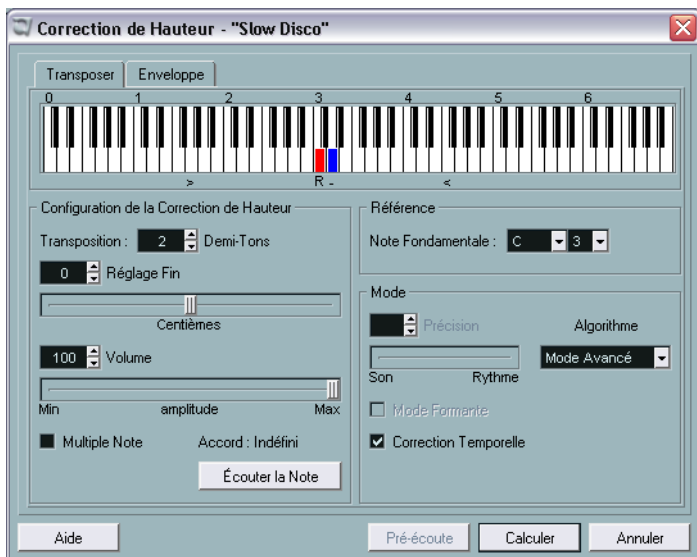 Correction de Hauteur - "Slow Disco"
Transposer Enveloppe
0 1 2 3 4 5 6
> R - <
Configuration de la Correction de Hauteur
Transposition : 2 Demi-Tons
0 Réglage Fin
Centièmes
100 Volume
Min amplitude Max
Multiple Note Accord : Indéfini
Écouter la Note
Référence
Note Fondamentale : C 3
Mode
Précision Algorithme
Mode Avancé
Son Rythme
Mode Formante
Correction Temporelle
Aide Pré-écoute Calculer Annuler